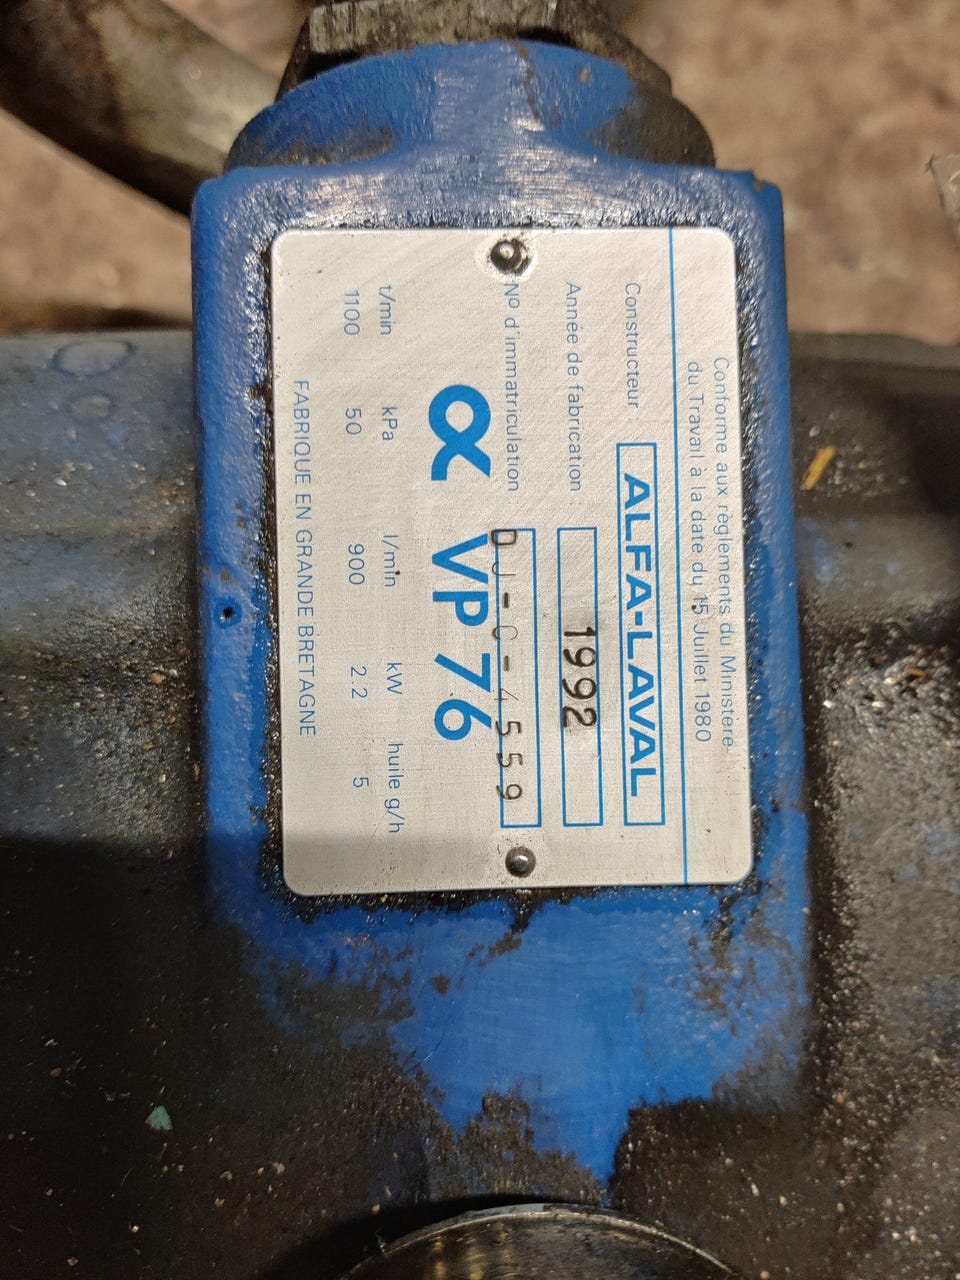 Conforme aux règlements du Ministère
du Travail à la date du 15 Juillet 1980
Constructeur : ALFA-LAVAL
Année de fabrication : 1992
Nº d'immatriculation DJ-C-4559
α VP 76
t/min kPa l/min kW huile g/h
1100 50 900 2.2 5
FABRIQUE EN GRANDE BRETAGNE